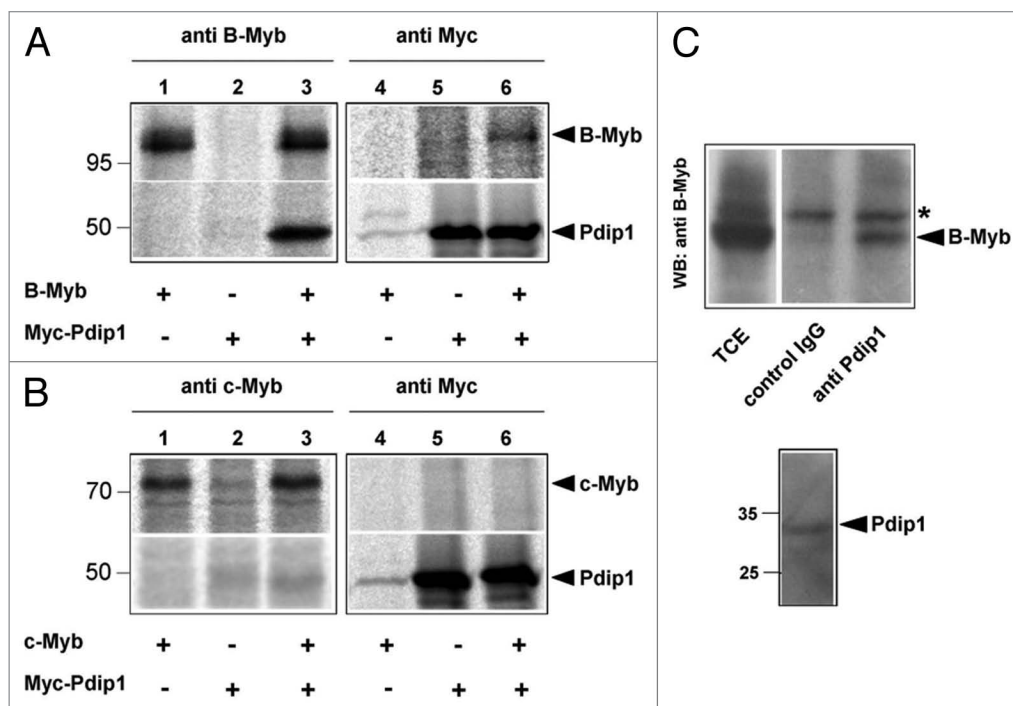 A
anti B-Myb anti Myc
1 2 3 4 5 6
B-Myb
95
50
Pdip1
B-Myb + - + + - +
Myc-Pdip1 - + + - + +
B
anti c-Myb anti Myc
1 2 3 4 5 6
c-Myb
70
50
Pdip1
c-Myb + - + + - +
Myc-Pdip1 - + + - + +
C
WB: anti B-Myb
*
B-Myb
TCE
control IgG
anti Pdip1
35
Pdip1
25